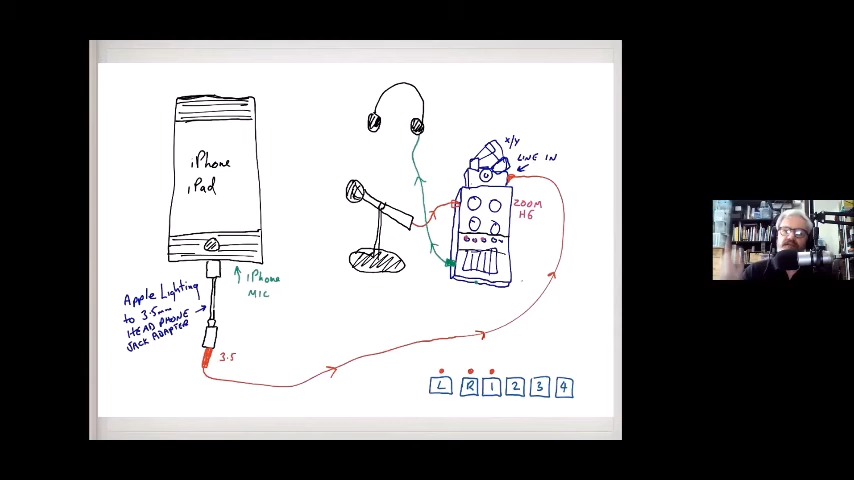 iPhone
iPad
X/Y
LINE IN
ZOOM
H6
iPhone
MIC
Apple Lighting
to 3.5mm
HEAD PHONE
JACK ADAPTER
3.5
L R 1 2 3 4